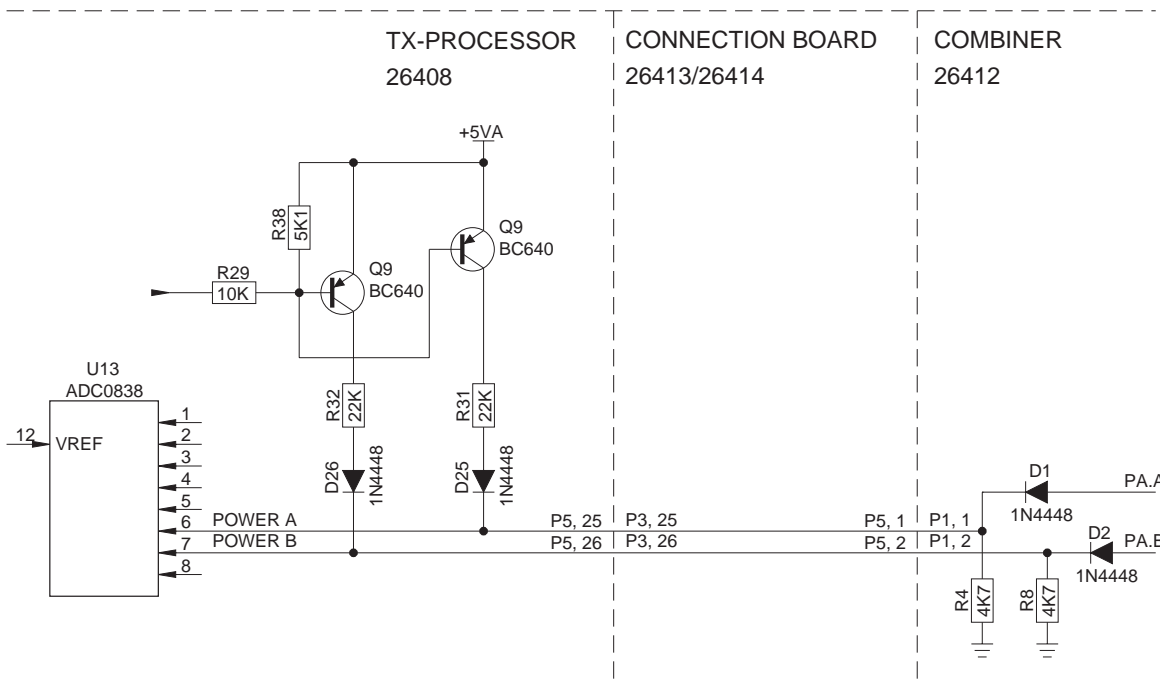 TX-PROCESSOR
26408
CONNECTION BOARD
26413/26414
COMBINER
26412
+5VA
R38
5K1
Q9
BC640
R29
10K
Q9
BC640
U13
ADC0838
12
VREF
1
2
3
4
5
6
7
8
R32
22K
R31
22K
D26
1N4448
D25
1N4448
POWER A
POWER B
P5, 25
P5, 26
P3, 25
P3, 26
P5, 1
P5, 2
P1, 1
P1, 2
D1
1N4448
PA.A
D2
1N4448
PA.B
R4
4K7
R8
4K7